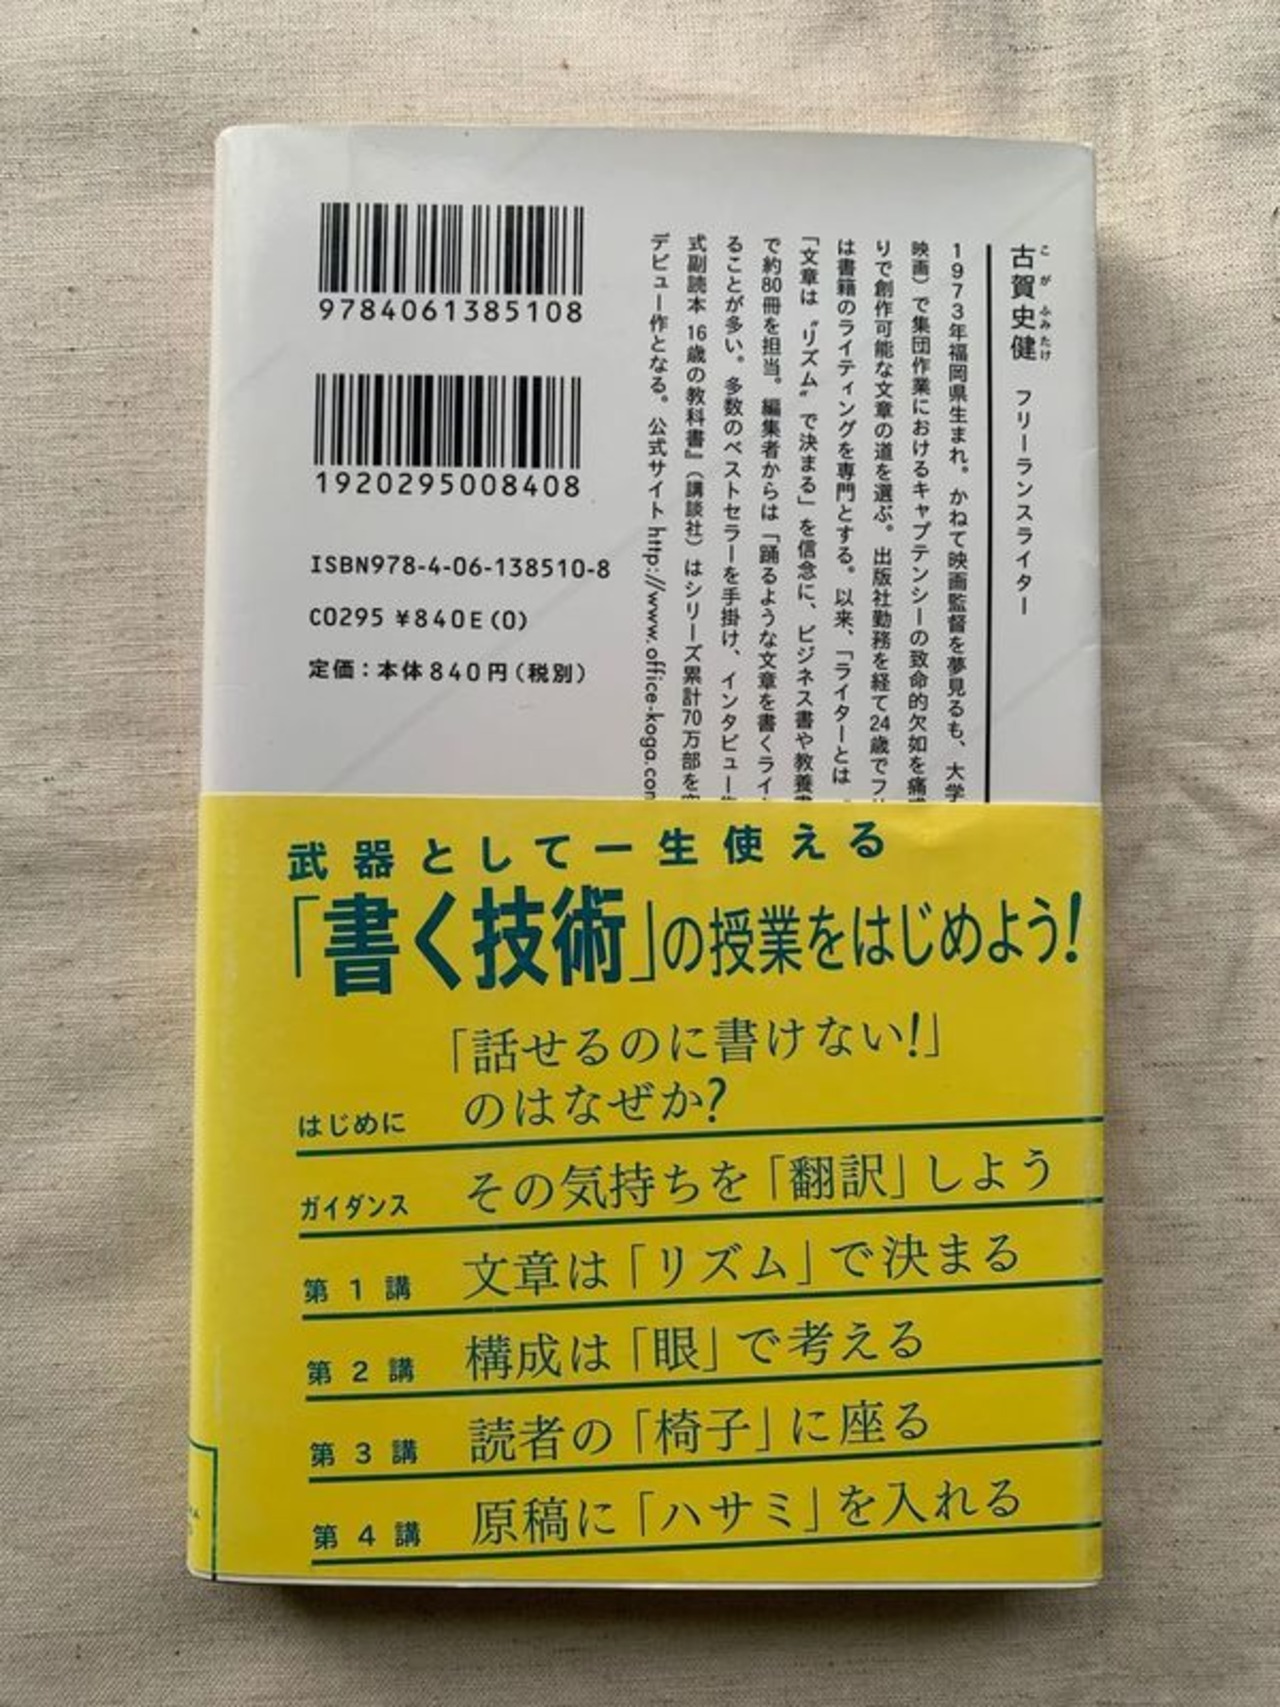 9784061385108
1920295008408
ISBN978-4-06-138510-8
C0295 ¥840E(0)
定価：本体840円（税別）
こがふみたけ
古賀史健 フリーランスライター
1973年福岡県生まれ。かねて映画監督を夢見るも、大学
映画）で集団作業におけるキャプテンシーの致命的欠如を痛
りで創作可能な文章の道を選ぶ。出版社勤務を経て24歳でフ
は書籍のライティングを専門とする。以来、「ライターとは
「文章は〝リズム〟で決まる」を信念に、ビジネス書や教養
で約80冊を担当。編集者からは「踊るような文章を書くライ
ることが多い。多数のベストセラーを手掛け、インタビュー
式副読本 16歳の教科書』（講談社）はシリーズ累計70万部を
デビュー作となる。公式サイト http://www.office-koga.com
武器として一生使える
「書く技術」の授業をはじめよう!
はじめに 「話せるのに書けない!」
のはなぜか?
ガイダンス その気持ちを「翻訳」しよう
第1講 文章は「リズム」で決まる
第2講 構成は「眼」で考える
第3講 読者の「椅子」に座る
第4講 原稿に「ハサミ」を入れる